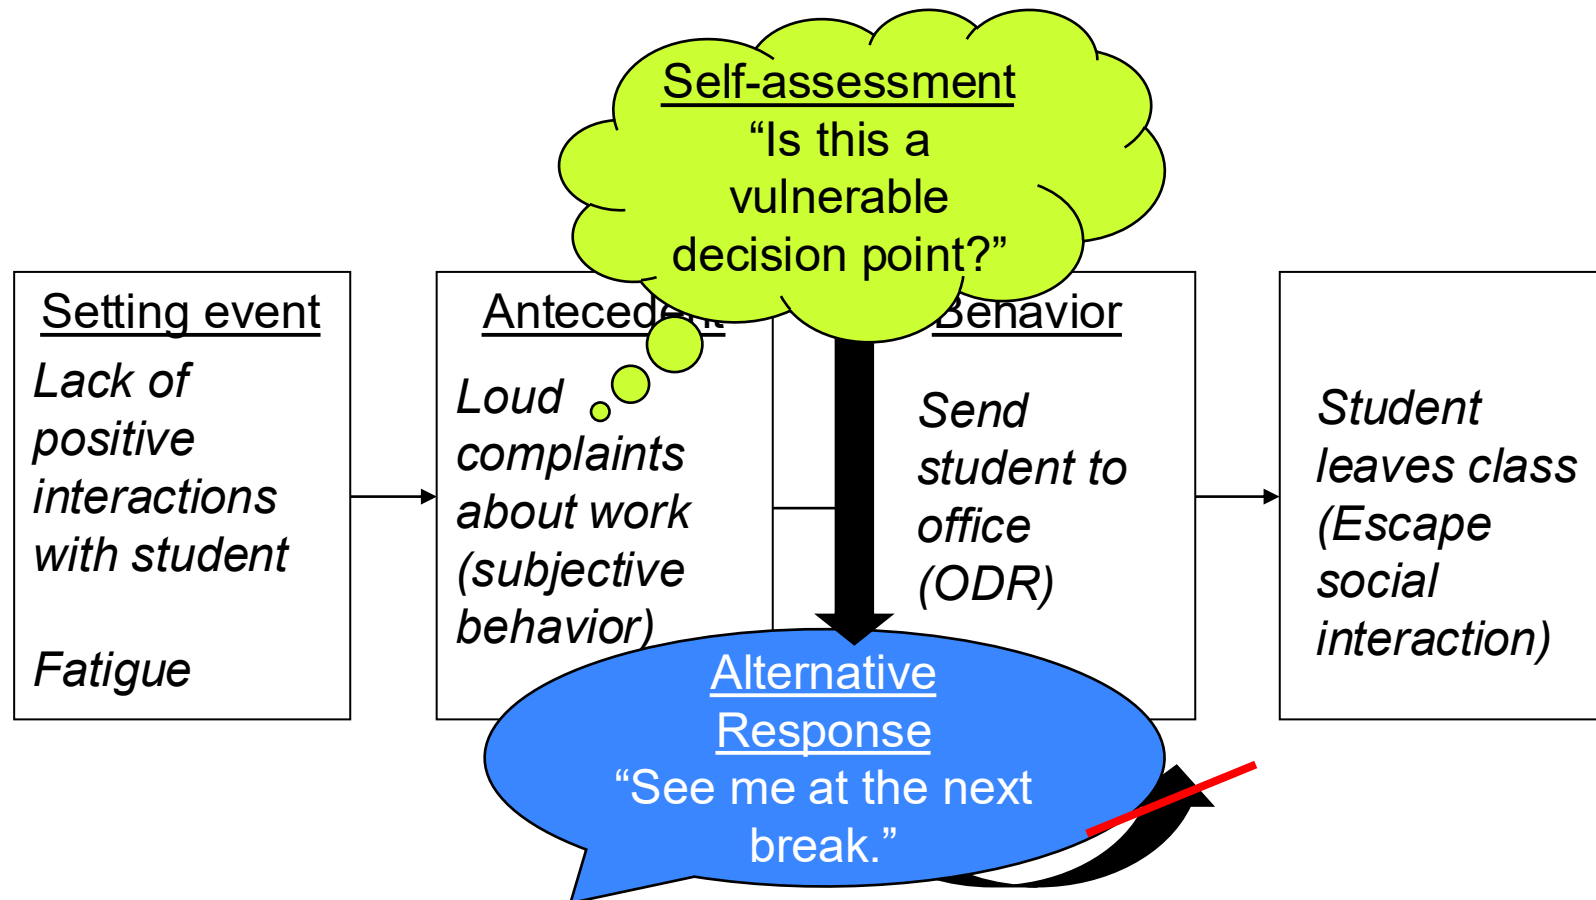 Self-assessment
“Is this a
vulnerable
decision point?”
Setting event
Lack of
positive
interactions
with student
Fatigue
Antecedent
Loud
complaints
about work
(subjective
behavior)
Behavior
Send
student to
office
(ODR)
Student
leaves class
(Escape
social
interaction)
Alternative
Response
“See me at the next
break.”